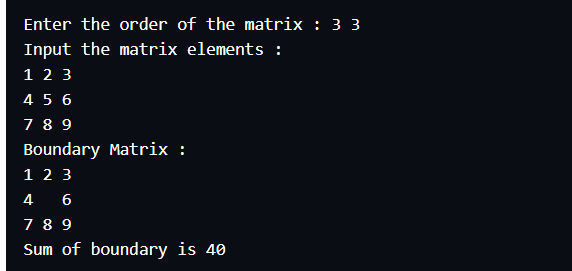 Enter the order of the matrix : 3 3
Input the matrix elements :
1 2 3
4 5 6
7 8 9
Boundary Matrix :
1 2 3
4   6
7 8 9
Sum of boundary is 40